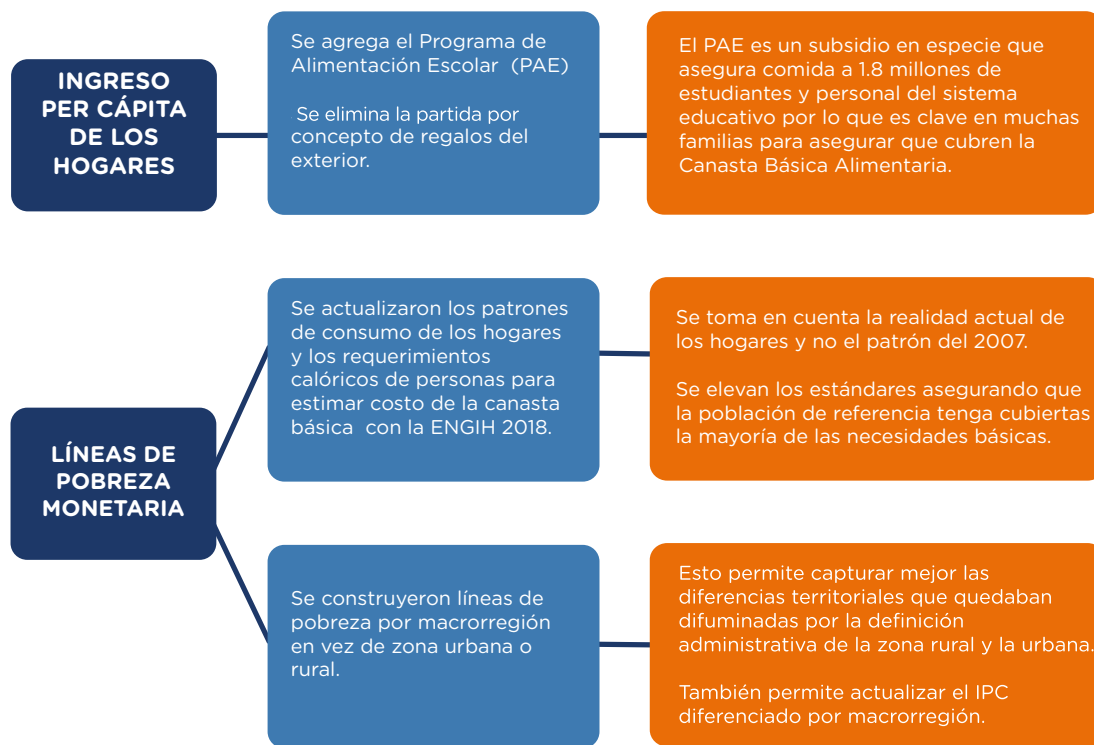 INGRESO
PER CÁPITA
DE LOS
HOGARES
Se agrega el Programa de
Alimentación Escolar (PAE)
Se elimina la partida por
concepto de regalos del
exterior.
El PAE es un subsidio en especie que
asegura comida a 1.8 millones de
estudiantes y personal del sistema
educativo por lo que es clave en muchas
familias para asegurar que cubren la
Canasta Básica Alimentaria.
LÍNEAS DE
POBREZA
MONETARIA
Se actualizaron los patrones
de consumo de los hogares
y los requerimientos
calóricos de personas para
estimar costo de la canasta
básica con la ENGIH 2018.
Se toma en cuenta la realidad actual de
los hogares y no el patrón del 2007.
Se elevan los estándares asegurando que
la población de referencia tenga cubiertas
la mayoría de las necesidades básicas.
Se construyeron líneas de
pobreza por macrorregión
en vez de zona urbana o
rural.
Esto permite capturar mejor las
diferencias territoriales que quedaban
difuminadas por la definición
administrativa de la zona rural y la urbana.
También permite actualizar el IPC
diferenciado por macrorregión.